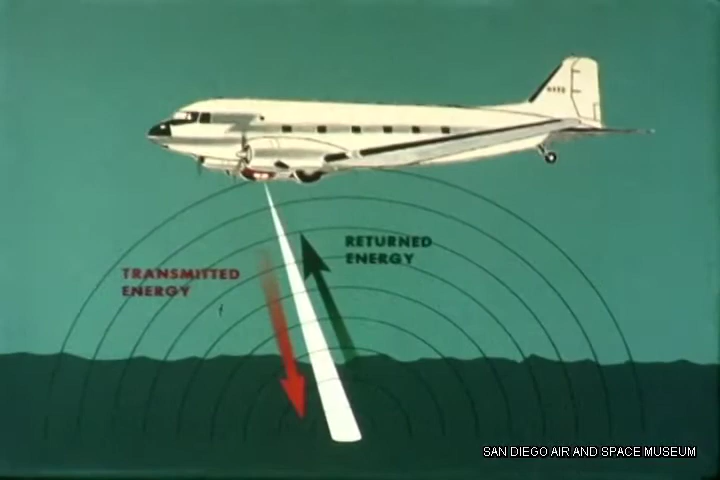 TRANSMITTED
ENERGY
RETURNED
ENERGY
SAN DIEGO AIR AND SPACE MUSEUM